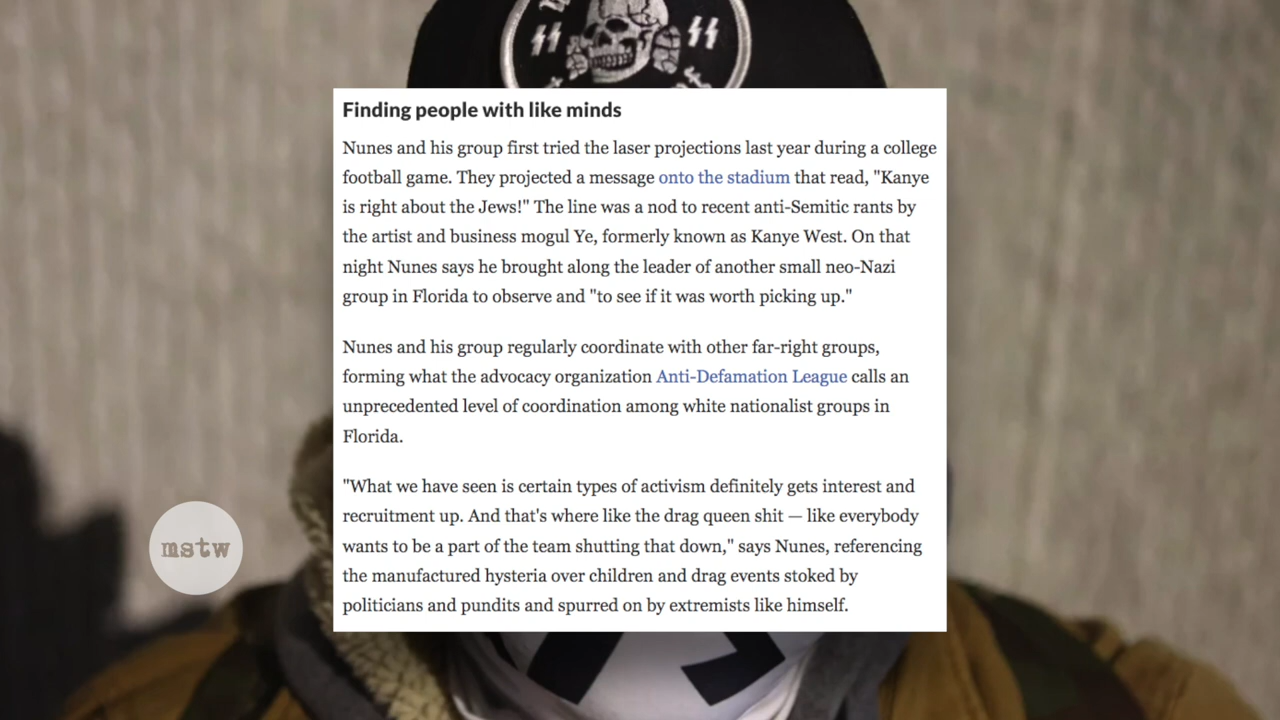 Finding people with like minds
Nunes and his group first tried the laser projections last year during a college
football game. They projected a message onto the stadium that read, "Kanye
is right about the Jews!" The line was a nod to recent anti-Semitic rants by
the artist and business mogul Ye, formerly known as Kanye West. On that
night Nunes says he brought along the leader of another small neo-Nazi
group in Florida to observe and "to see if it was worth picking up."
Nunes and his group regularly coordinate with other far-right groups,
forming what the advocacy organization Anti-Defamation League calls an
unprecedented level of coordination among white nationalist groups in
Florida.
"What we have seen is certain types of activism definitely gets interest and
recruitment up. And that's where like the drag queen shit — like everybody
wants to be a part of the team shutting that down," says Nunes, referencing
the manufactured hysteria over children and drag events stoked by
politicians and pundits and spurred on by extremists like himself.
mstw